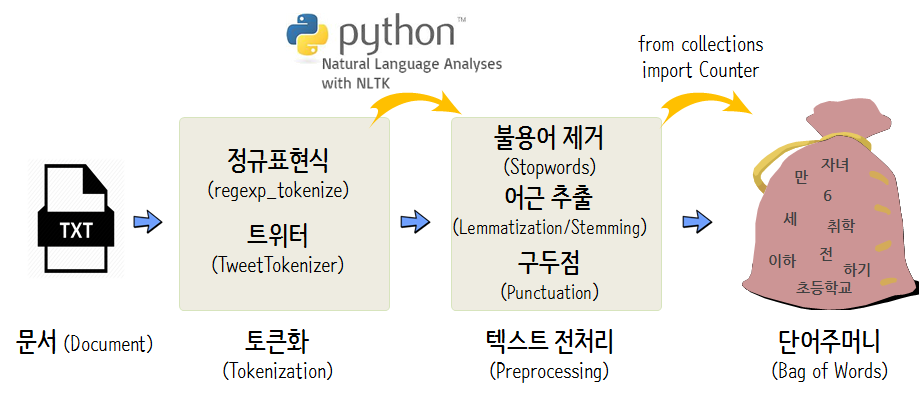 python™
Natural Language Analyses
with NLTK
from collections
import Counter
TXT
정규표현식
(regexp_tokenize)
트위터
(TweetTokenizer)
불용어 제거
(Stopwords)
어근 추출
(Lemmatization/Stemming)
구두점
(Punctuation)
만 자녀
6
세 취학
이하 전 하기
초등학교
문서 (Document)
토큰화
(Tokenization)
텍스트 전처리
(Preprocessing)
단어주머니
(Bag of Words)